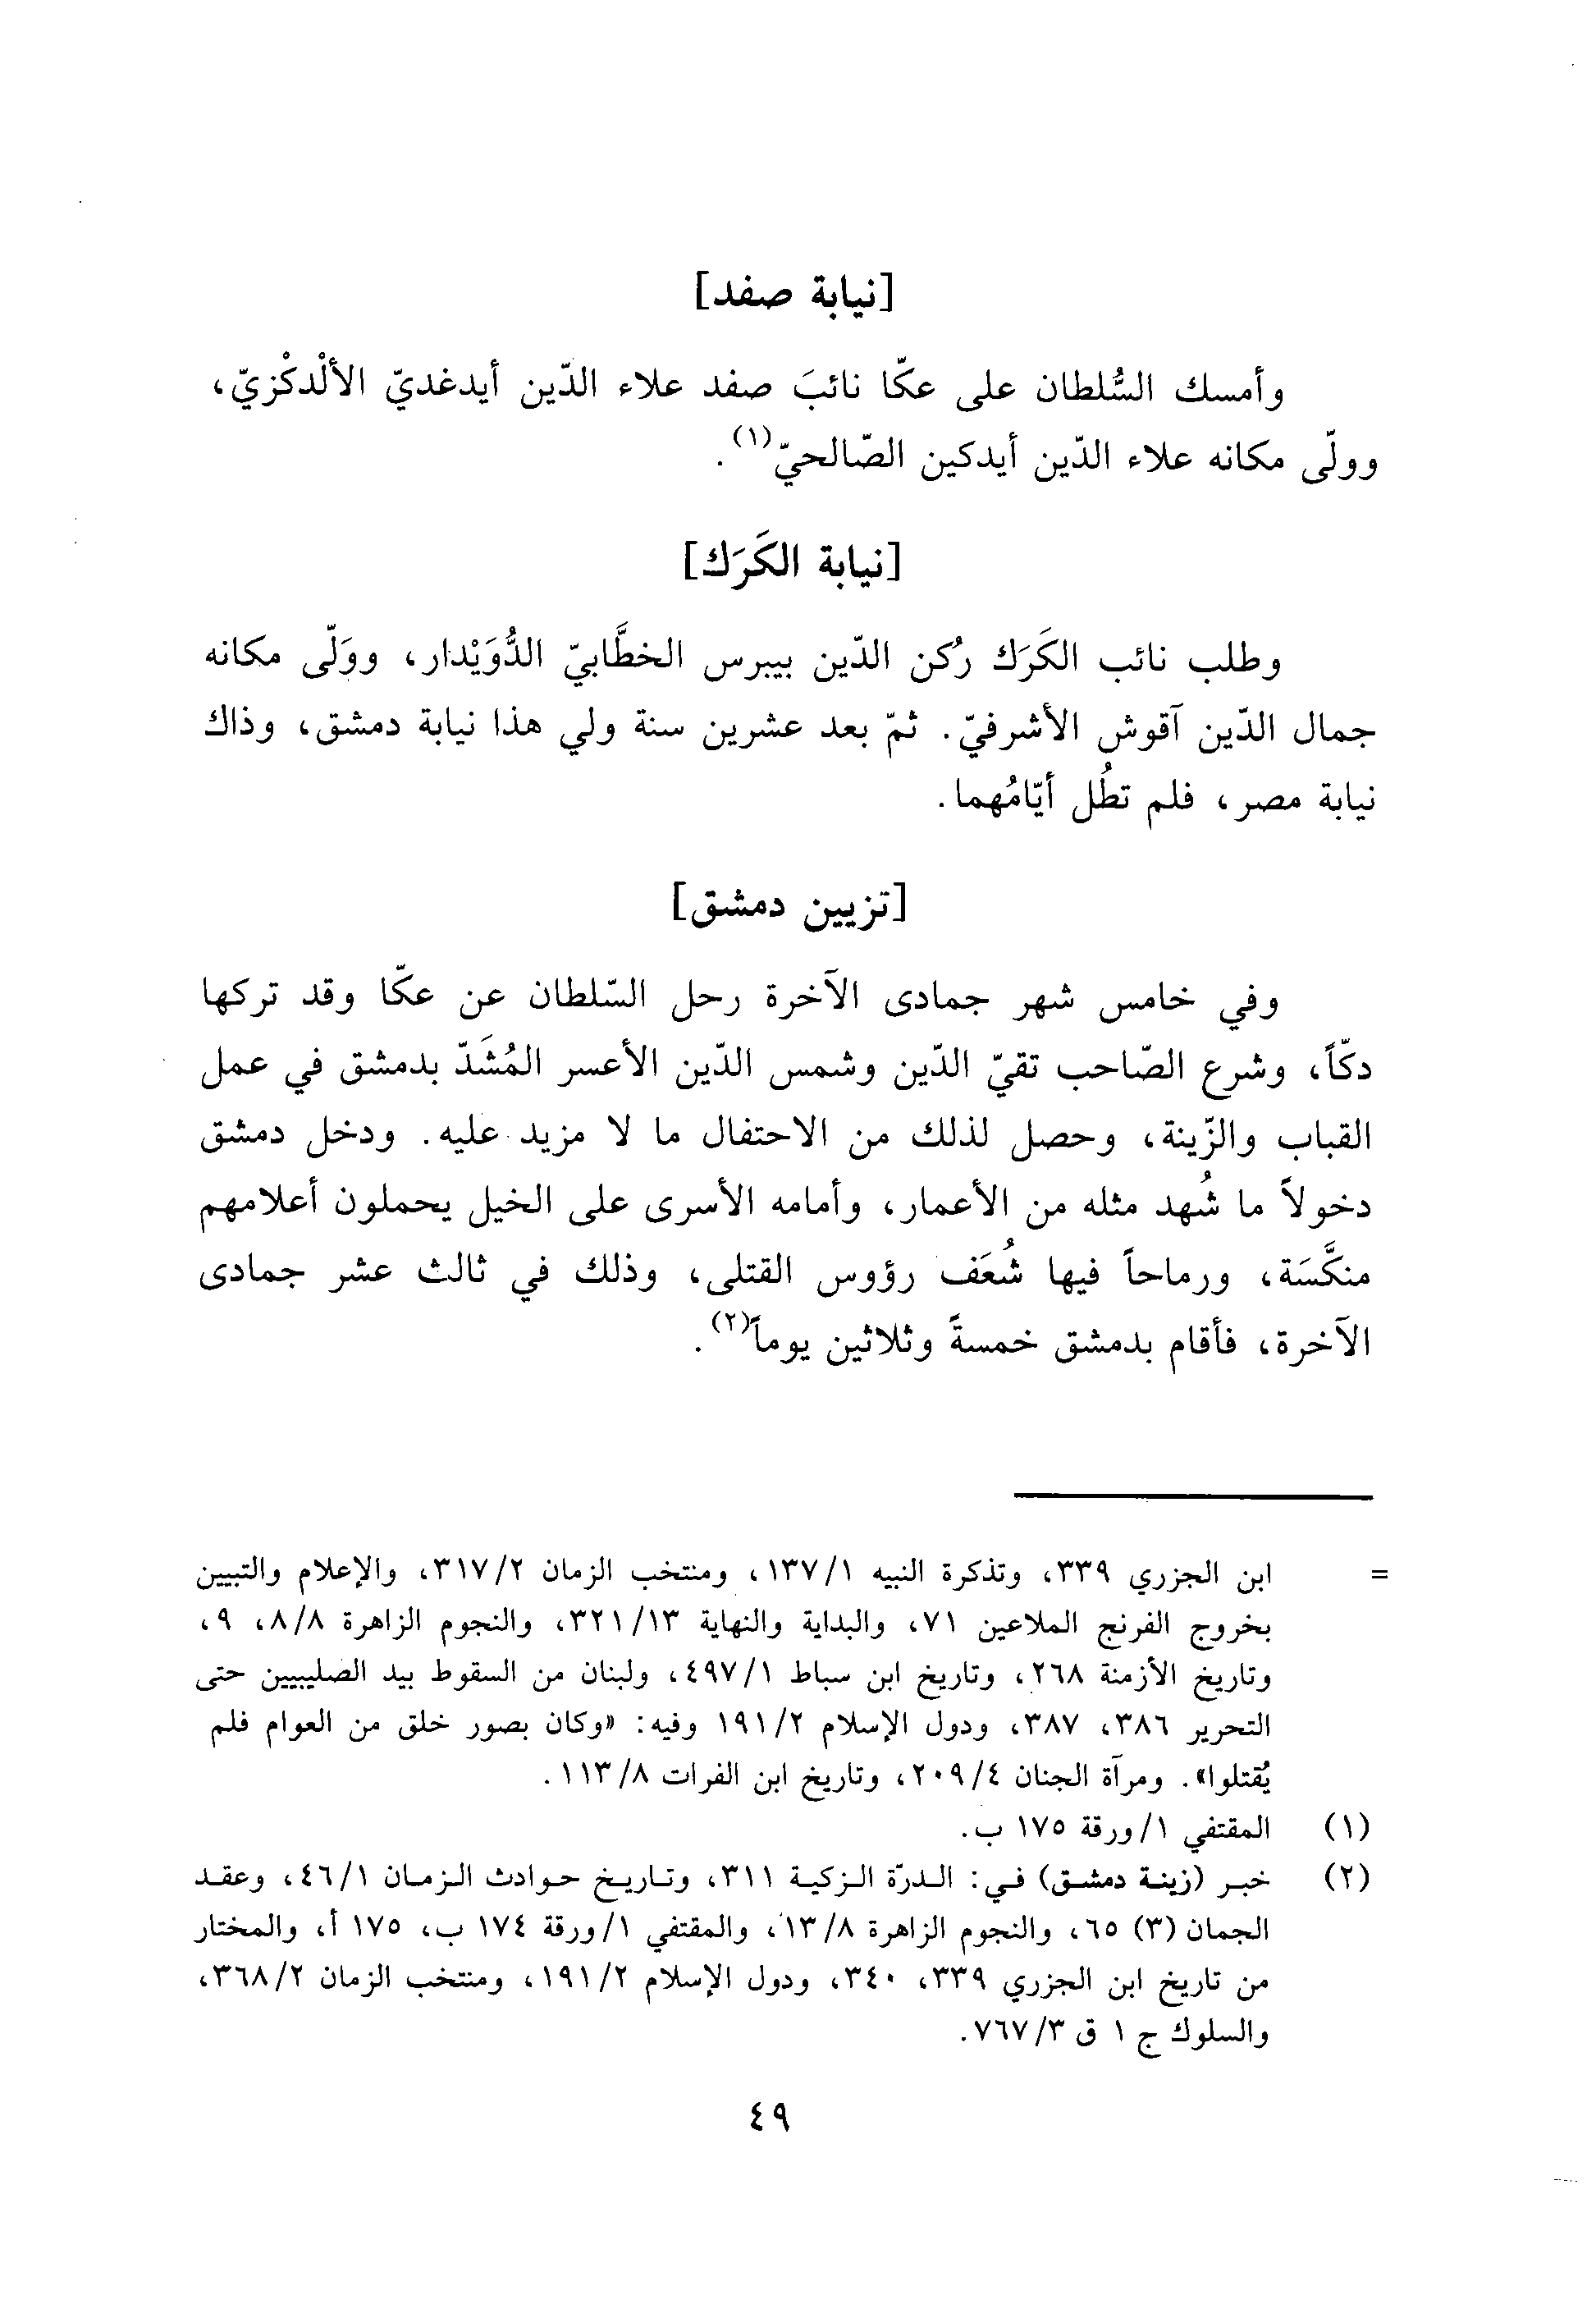 [نيابة صفد]
وأمسك السُّلطان على عكّا نائبَ صفد علاء الدّين أيدغديّ الألْدكْزيّ،
وولّى مكانه علاء الدّين أيدكين الصّالحيّ(١).
[نيابة الكَرَك]
وطلب نائب الكَرَك رُكن الدّين بيبرس الخطَّابيّ الدُّوَيْدار، ووَلّى مكانه
جمال الدّين آقوش الأشرفيّ. ثمّ بعد عشرين سنة ولي هذا نيابة دمشق، وذاك
نيابة مصر، فلم تطُل أيّامُهما.
[تزيين دمشق]
وفي خامس شهر جمادى الآخرة رحل السّلطان عن عكّا وقد تركها
دكّاً، وشرع الصّاحب تقيّ الدّين وشمس الدّين الأعسر المُشَدّ بدمشق في عمل
القباب والزّينة، وحصل لذلك من الاحتفال ما لا مزيد عليه. ودخل دمشق
دخولاً ما شُهد مثله من الأعمار، وأمامه الأسرى على الخيل يحملون أعلامهم
منكَّسَة، ورماحاً فيها شُعَف رؤوس القتلى، وذلك في ثالث عشر جمادى
الآخرة، فأقام بدمشق خمسةً وثلاثين يوماً(٢).
= ابن الجزري ٣٣٩، وتذكرة النبيه ١/ ١٣٧، ومنتخب الزمان ٢/ ٣١٧، والإعلام والتبيين
بخروج الفرنج الملاعين ٧١، والبداية والنهاية ١٣/ ٣٢١، والنجوم الزاهرة ٨/ ٨، ٩،
وتاريخ الأزمنة ٢٦٨، وتاريخ ابن سباط ١/ ٤٩٧، ولبنان من السقوط بيد الصليبيين حتى
التحرير ٣٨٦، ٣٨٧، ودول الإسلام ٢/ ١٩١ وفيه: «وكان بصور خلق من العوام فلم
يُقتلوا». ومرآة الجنان ٤/ ٢٠٩، وتاريخ ابن الفرات ٨/ ١١٣.
(١) المقتفي ١/ ورقة ١٧٥ ب.
(٢) خبر (زينة دمشق) في: الدرّة الزكية ٣١١، وتاريخ حوادث الزمان ١/ ٤٦، وعقد
الجمان (٣) ٦٥، والنجوم الزاهرة ٨/ ١٣، والمقتفي ١/ ورقة ١٧٤ ب، ١٧٥ أ، والمختار
من تاريخ ابن الجزري ٣٣٩، ٣٤٠، ودول الإسلام ٢/ ١٩١، ومنتخب الزمان ٢/ ٣٦٨،
والسلوك ج ١ ق ٣/ ٧٦٧.
٤٩